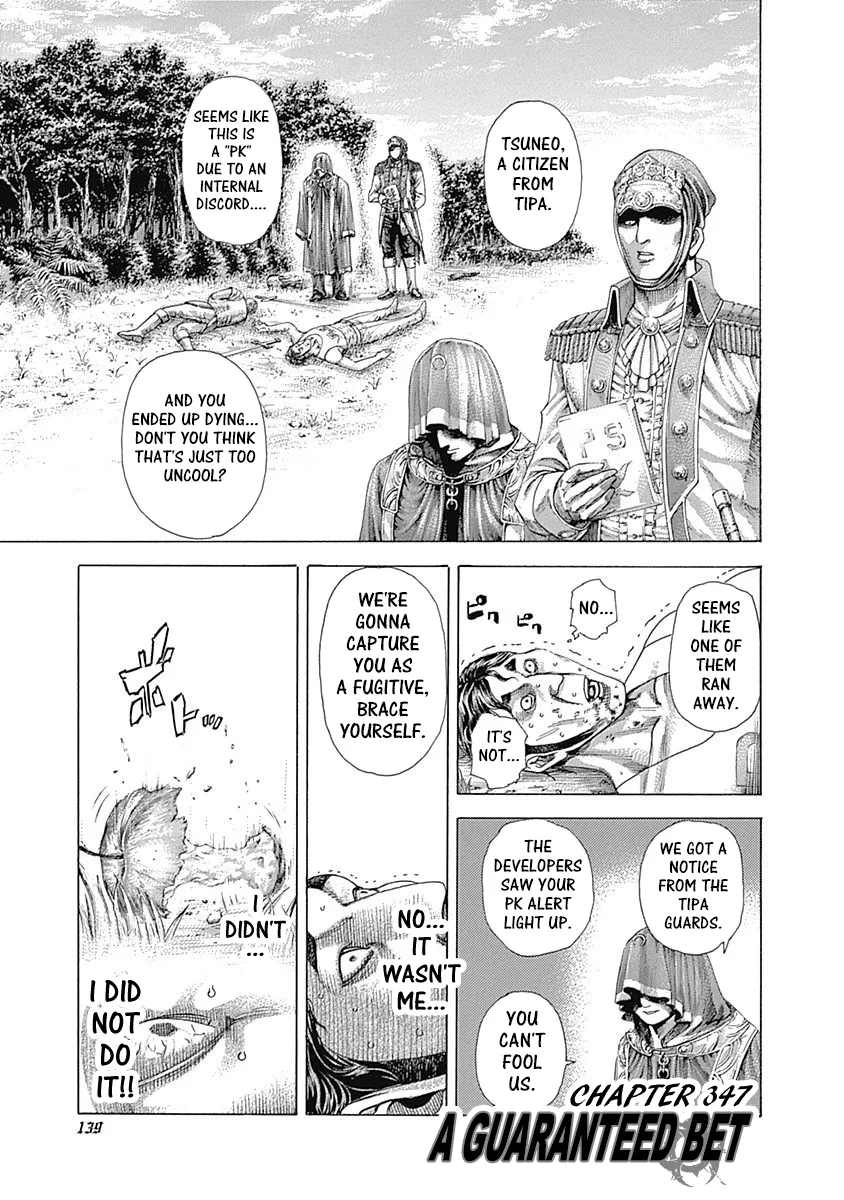 TSUNEO,
A CITIZEN
FROM
TIPA.
SEEMS LIKE
THIS IS
A "PK"
DUE TO AN
INTERNAL
DISCORD....
AND YOU
ENDED UP DYING...
DON'T YOU THINK
THAT'S JUST TOO
UNCOOL?
SEEMS
LIKE
ONE OF
THEM
RAN
AWAY.
NO...
ピク
ピク
IT'S
NOT...
WE GOT A
NOTICE
FROM THE
TIPA
GUARDS.
THE
DEVELOPERS
SAW YOUR
PK ALERT
LIGHT UP.
YOU
CAN'T
FOOL
US.
WE'RE
GONNA
CAPTURE
YOU AS
A FUGITIVE,
BRACE
YOURSELF.
NO...
IT
WASN'T
ME...
I
DIDN'T
...
I DID
NOT
DO
IT!!
CHAPTER 347
A GUARANTEED BET
139